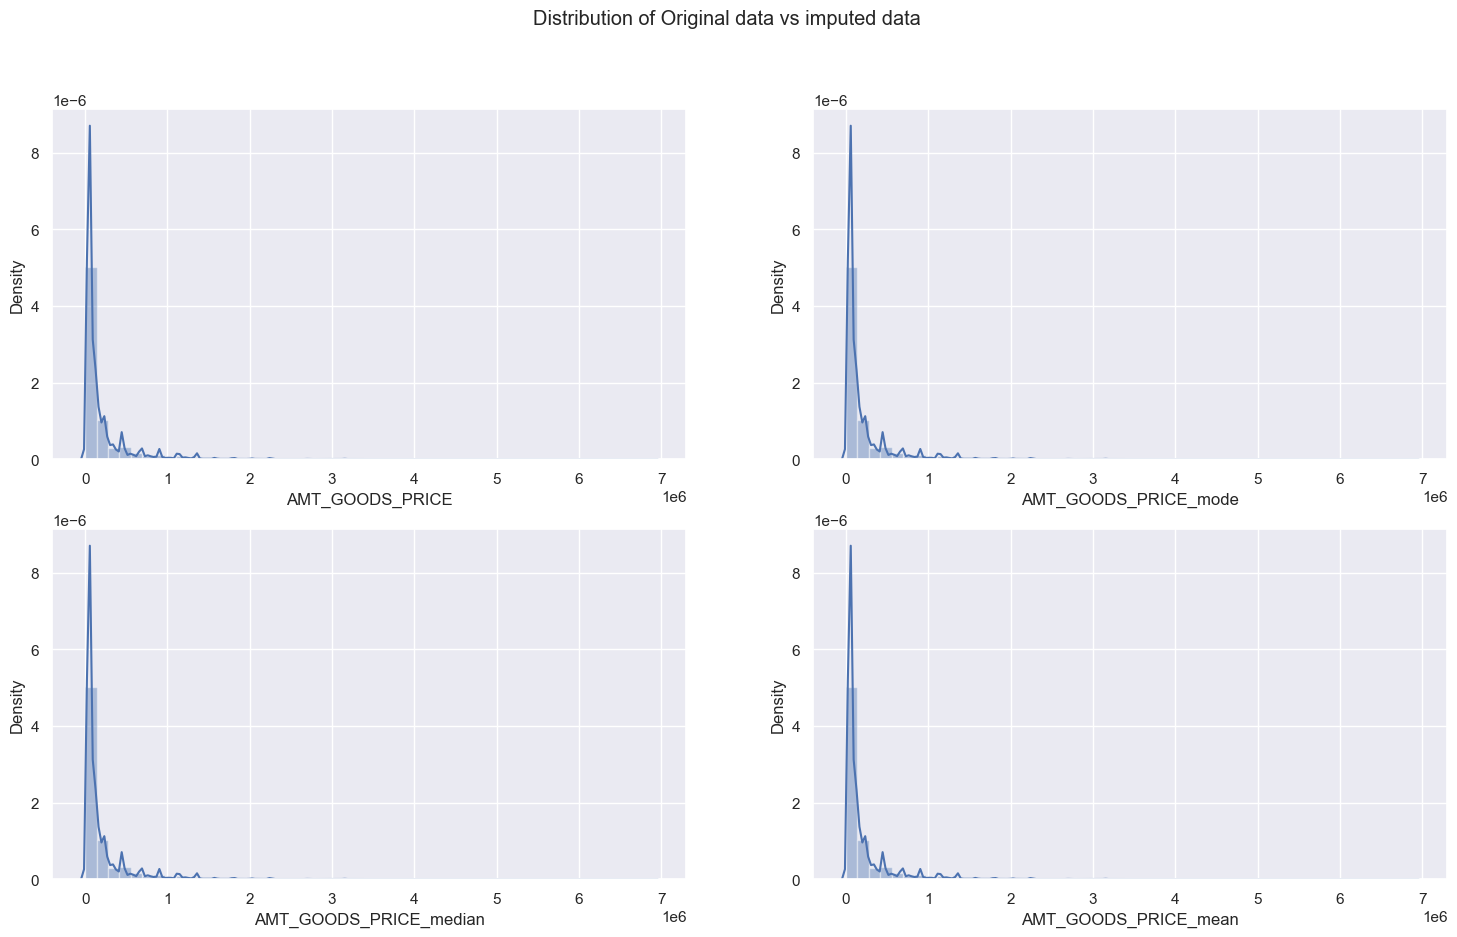 Distribution of Original data vs imputed data
1e−6
8
6
4
2
0
Density
0 1 2 3 4 5 6 7
1e6
AMT_GOODS_PRICE
1e−6
8
6
4
2
0
Density
0 1 2 3 4 5 6 7
1e6
AMT_GOODS_PRICE_mode
1e−6
8
6
4
2
0
Density
0 1 2 3 4 5 6 7
1e6
AMT_GOODS_PRICE_median
1e−6
8
6
4
2
0
Density
0 1 2 3 4 5 6 7
1e6
AMT_GOODS_PRICE_mean